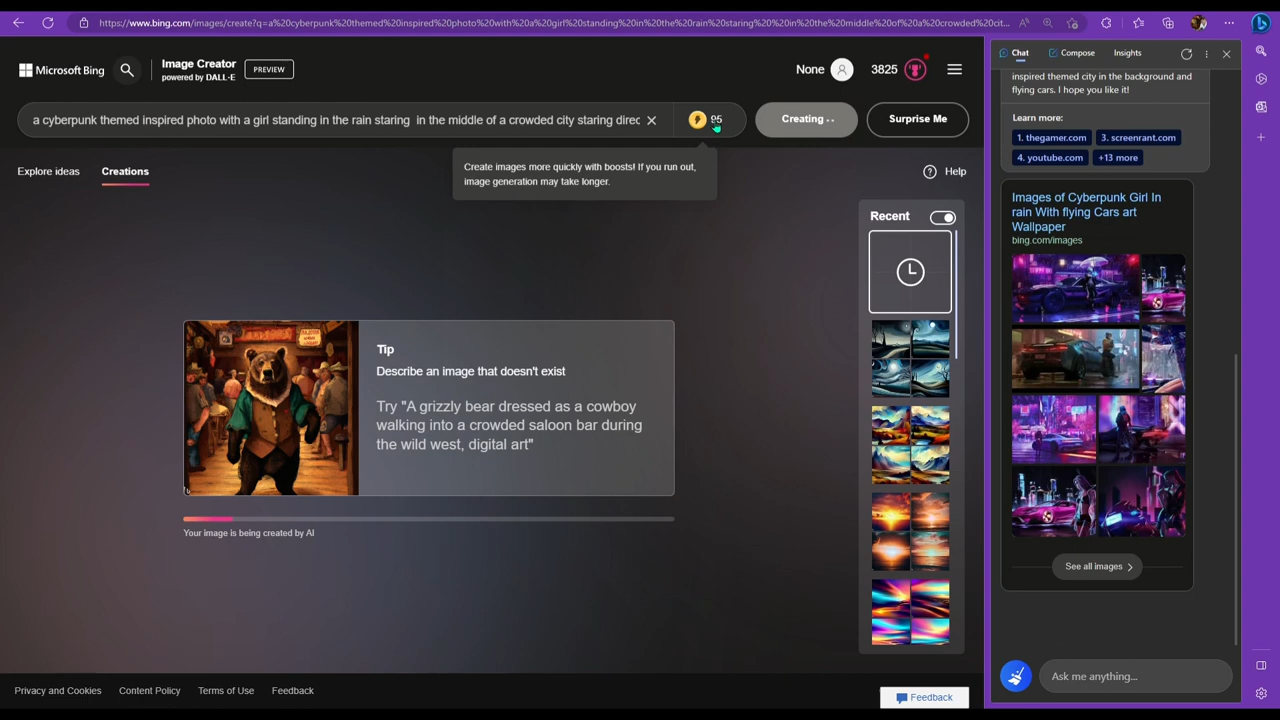 https://www.bing.com/images/create?q=a%20cyberpunk%20themed%20inspired%20photo%20with%20a%20girl%20standing%20in%20the%20rain%20staring%20%20in%20the%20middle%20of%20a%20crowded%20cit...
Microsoft Bing
Image Creator
powered by DALL-E
PREVIEW
None
3825
a cyberpunk themed inspired photo with a girl standing in the rain staring  in the middle of a crowded city staring direc
95
Creating . .
Surprise Me
Create images more quickly with boosts! If you run out,
image generation may take longer.
Explore ideas
Creations
Help
Recent
Tip
Describe an image that doesn't exist
Try "A grizzly bear dressed as a cowboy
walking into a crowded saloon bar during
the wild west, digital art"
Your image is being created by AI
Privacy and Cookies
Content Policy
Terms of Use
Feedback
Feedback
Chat
Compose
Insights
inspired themed city in the background and
flying cars. I hope you like it!
Learn more:
1. thegamer.com
3. screenrant.com
4. youtube.com
+13 more
Images of Cyberpunk Girl In
rain With flying Cars art
Wallpaper
bing.com/images
See all images
Ask me anything...